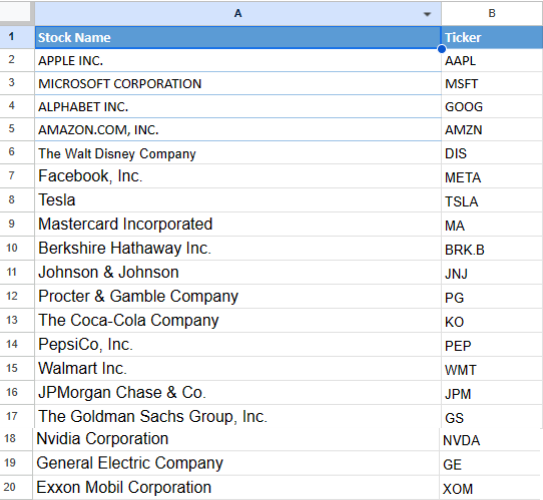 A B
1 Stock Name Ticker
2 APPLE INC. AAPL
3 MICROSOFT CORPORATION MSFT
4 ALPHABET INC. GOOG
5 AMAZON.COM, INC. AMZN
6 The Walt Disney Company DIS
7 Facebook, Inc. META
8 Tesla TSLA
9 Mastercard Incorporated MA
10 Berkshire Hathaway Inc. BRK.B
11 Johnson & Johnson JNJ
12 Procter & Gamble Company PG
13 The Coca-Cola Company KO
14 PepsiCo, Inc. PEP
15 Walmart Inc. WMT
16 JPMorgan Chase & Co. JPM
17 The Goldman Sachs Group, Inc. GS
18 Nvidia Corporation NVDA
19 General Electric Company GE
20 Exxon Mobil Corporation XOM